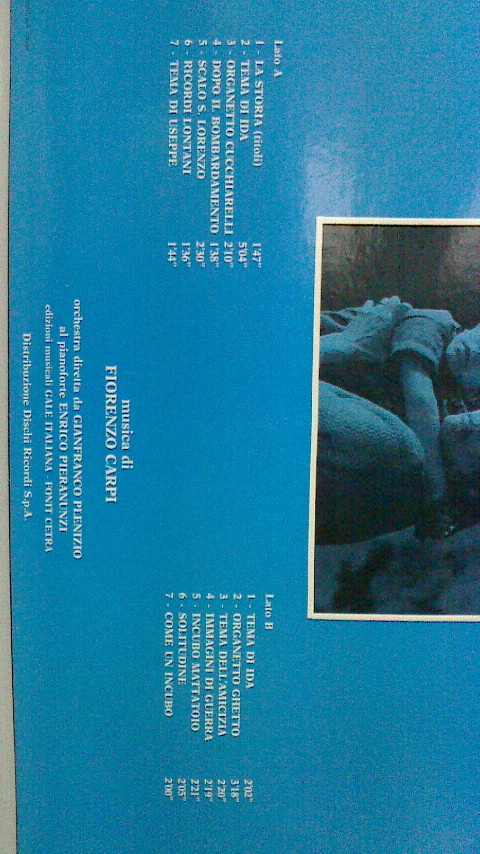 Lato A
1 - LA STORIA (titoli) 1'47"
2 - TEMA DI IDA 5'04"
3 - ORGANETTO CUCCHIARELLI 2'10"
4 - DOPO IL BOMBARDAMENTO 1'38"
5 - SCALO S. LORENZO 2'30"
6 - RICORDI LONTANI 1'36"
7 - TEMA DI USEPPE 1'44"
Lato B
1 - TEMA DI IDA 2'02"
2 - ORGANETTO GHETTO 3'18"
3 - TEMA DELL'AMICIZIA 2'20"
4 - IMMAGINI DI GUERRA 2'19"
5 - INCUBO MATTATOIO 2'21"
6 - SOLITUDINE 2'05"
7 - COME UN INCUBO 2'00"
musica di
FIORENZO CARPI
orchestra diretta da GIANFRANCO PLENIZIO
al pianoforte ENRICO PIERANUNZI
edizioni musicali GALE ITALIANA - FONIT CETRA
Distribuzione Dischi Ricordi S.p.A.